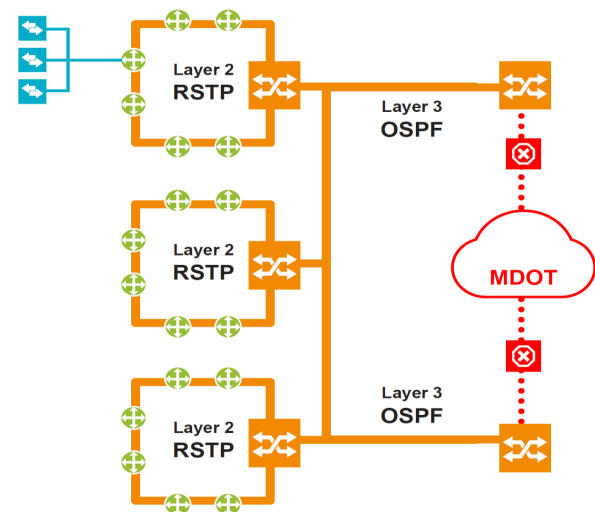 Layer 2
RSTP
Layer 3
OSPF
Layer 2
RSTP
MDOT
Layer 3
OSPF
Layer 2
RSTP